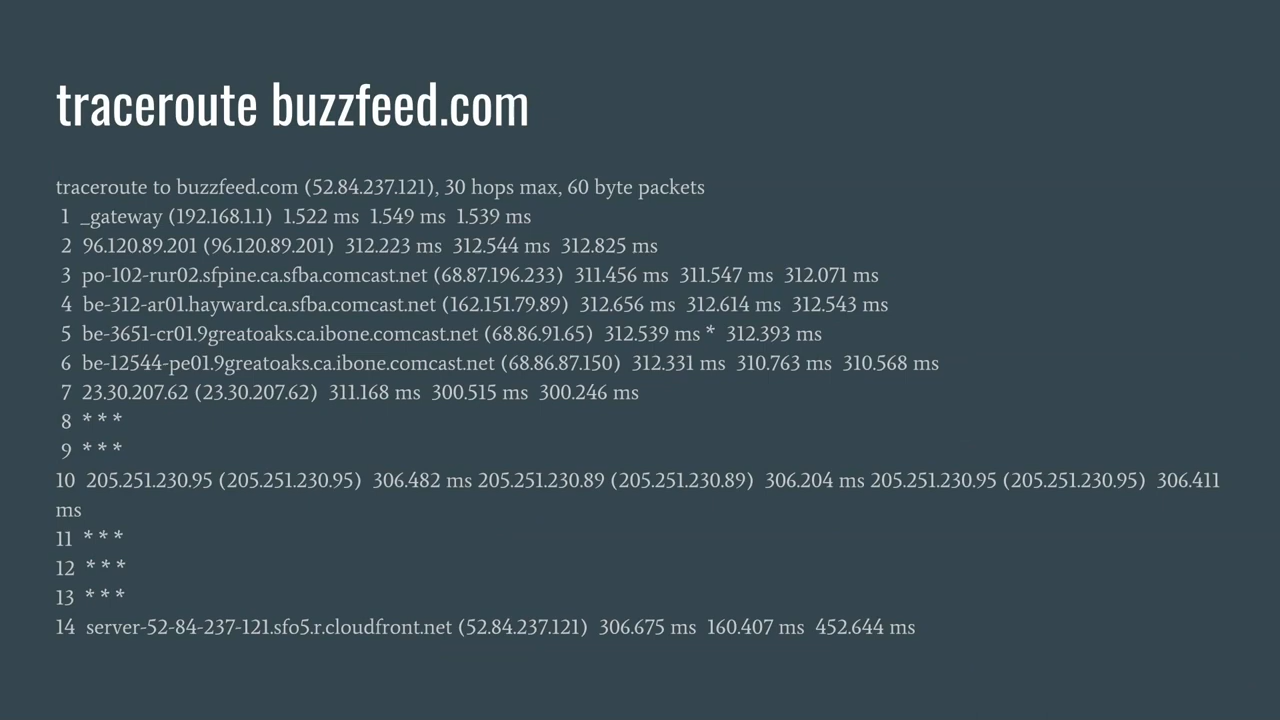 traceroute buzzfeed.com
traceroute to buzzfeed.com (52.84.237.121), 30 hops max, 60 byte packets
1 _gateway (192.168.1.1) 1.522 ms 1.549 ms 1.539 ms
2 96.120.89.201 (96.120.89.201) 312.223 ms 312.544 ms 312.825 ms
3 po-102-rur02.sfpine.ca.sfba.comcast.net (68.87.196.233) 311.456 ms 311.547 ms 312.071 ms
4 be-312-ar01.hayward.ca.sfba.comcast.net (162.151.79.89) 312.656 ms 312.614 ms 312.543 ms
5 be-3651-cr01.9greatoaks.ca.ibone.comcast.net (68.86.91.65) 312.539 ms * 312.393 ms
6 be-12544-pe01.9greatoaks.ca.ibone.comcast.net (68.86.87.150) 312.331 ms 310.763 ms 310.568 ms
7 23.30.207.62 (23.30.207.62) 311.168 ms 300.515 ms 300.246 ms
8 * * *
9 * * *
10 205.251.230.95 (205.251.230.95) 306.482 ms 205.251.230.89 (205.251.230.89) 306.204 ms 205.251.230.95 (205.251.230.95) 306.411
ms
11 * * *
12 * * *
13 * * *
14 server-52-84-237-121.sfo5.r.cloudfront.net (52.84.237.121) 306.675 ms 160.407 ms 452.644 ms